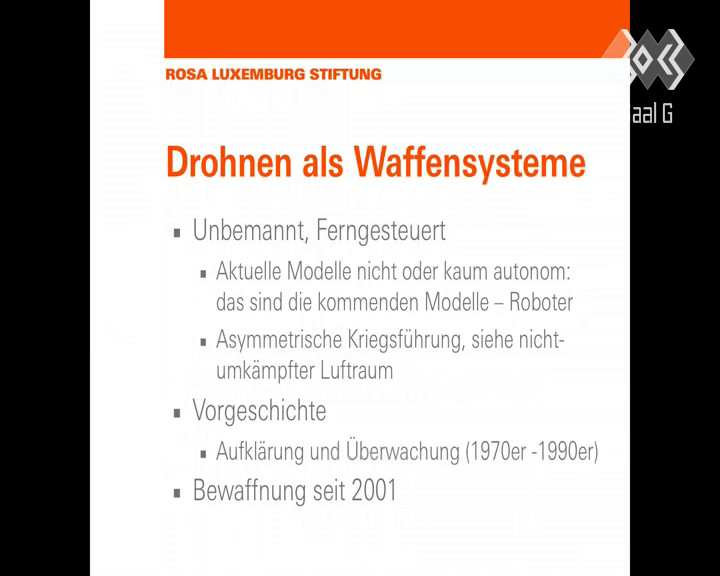 ROSA LUXEMBURG STIFTUNG
aal G
Drohnen als Waffensysteme
▪ Unbemannt, Ferngesteuert
▪ Aktuelle Modelle nicht oder kaum autonom:
das sind die kommenden Modelle – Roboter
▪ Asymmetrische Kriegsführung, siehe nicht-
umkämpfter Luftraum
▪ Vorgeschichte
▪ Aufklärung und Überwachung (1970er -1990er)
▪ Bewaffnung seit 2001